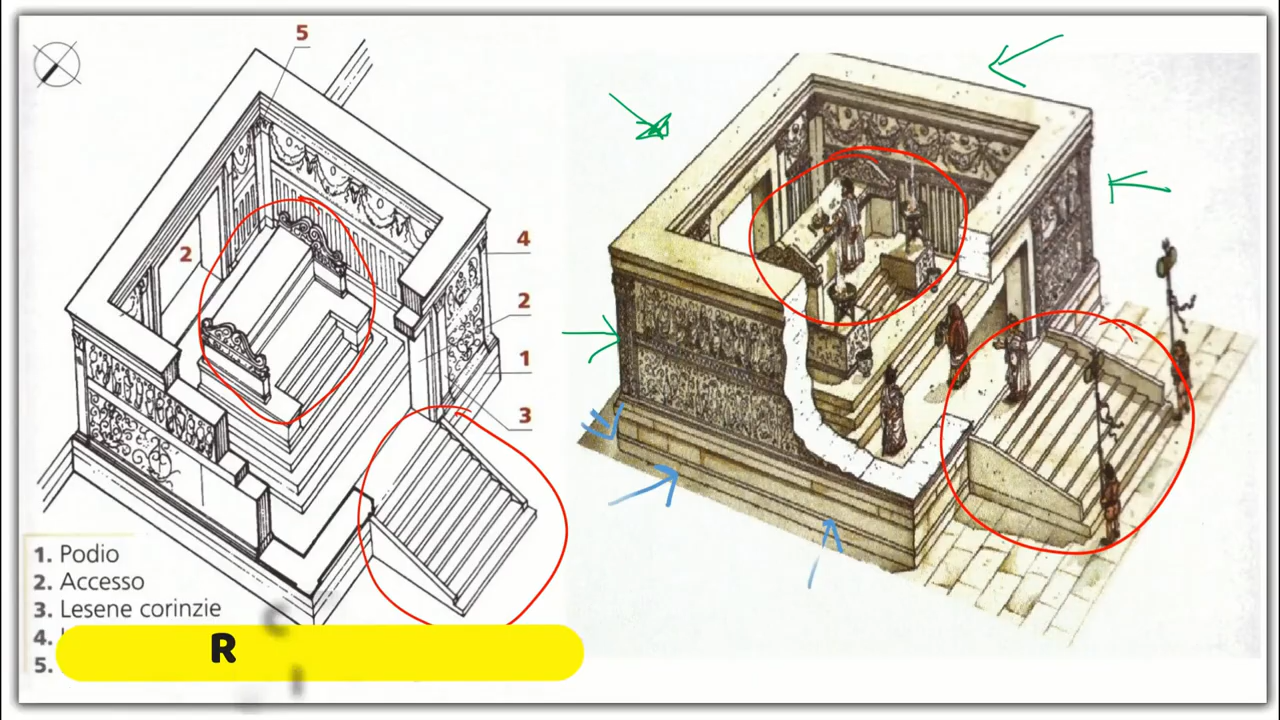 5
4
2
2
1
3
1. Podio
2. Accesso
3. Lesene corinzie
4.
5.
R